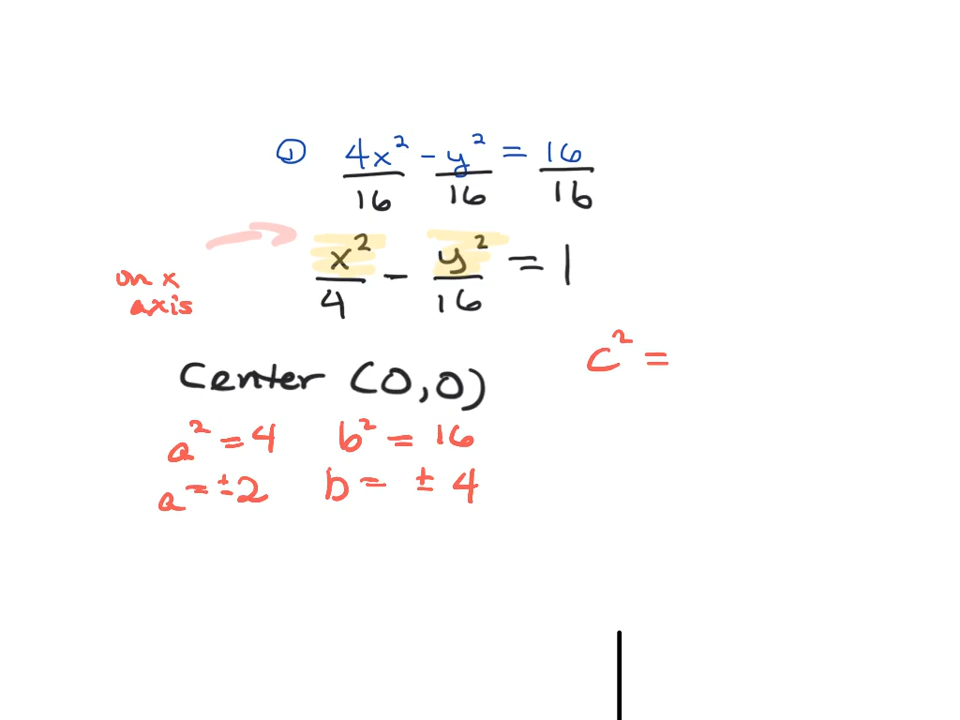 ① 4x² - y² = 16
16 16 16
x² - y² = 1
4 16
on x
axis
c² =
Center (0,0)
a² = 4 b² = 16
a = ±2 b = ± 4